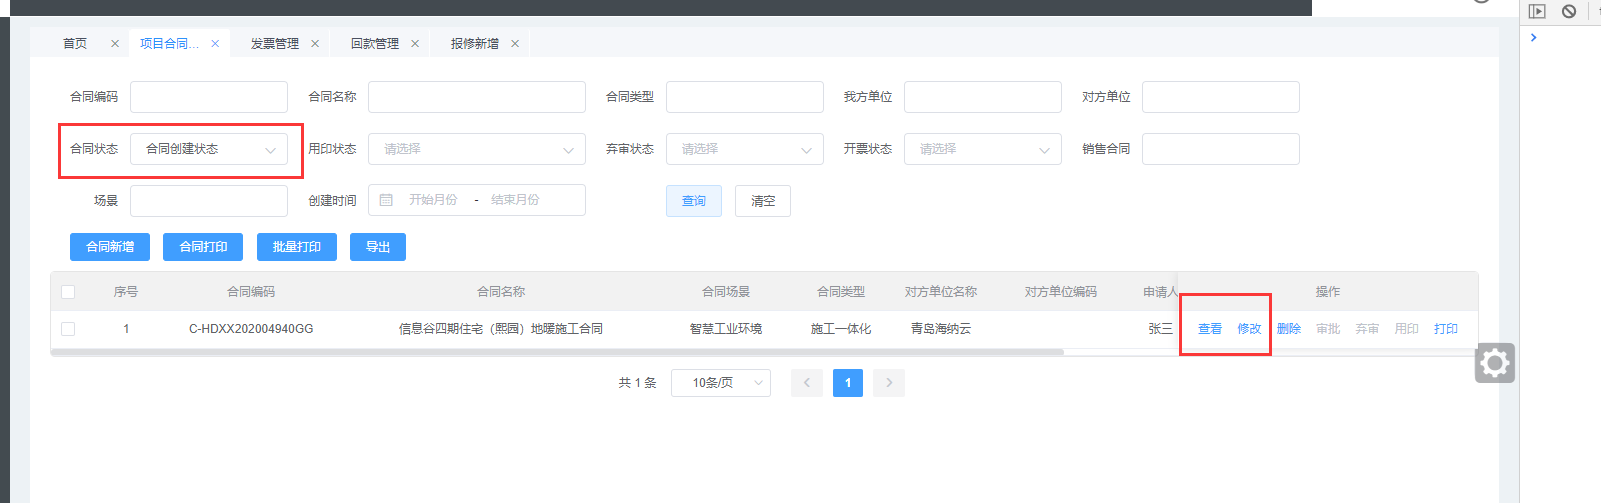 首页 项目合同... 发票管理 回款管理 报修新增
合同编码 合同名称 合同类型 我方单位 对方单位
合同状态 合同创建状态 用印状态 请选择 弃审状态 请选择 开票状态 请选择 销售合同
场景 创建时间 开始月份 - 结束月份 查询 清空
合同新增 合同打印 批量打印 导出
序号 合同编码 合同名称 合同场景 合同类型 对方单位名称 对方单位编码 申请人 操作
1 C-HDXX202004940GG 信息谷四期住宅（熙园）地暖施工合同 智慧工业环境 施工一体化 青岛海纳云 张三 查看 修改 删除 审批 弃审 用印 打印
共 1 条 10条/页 1